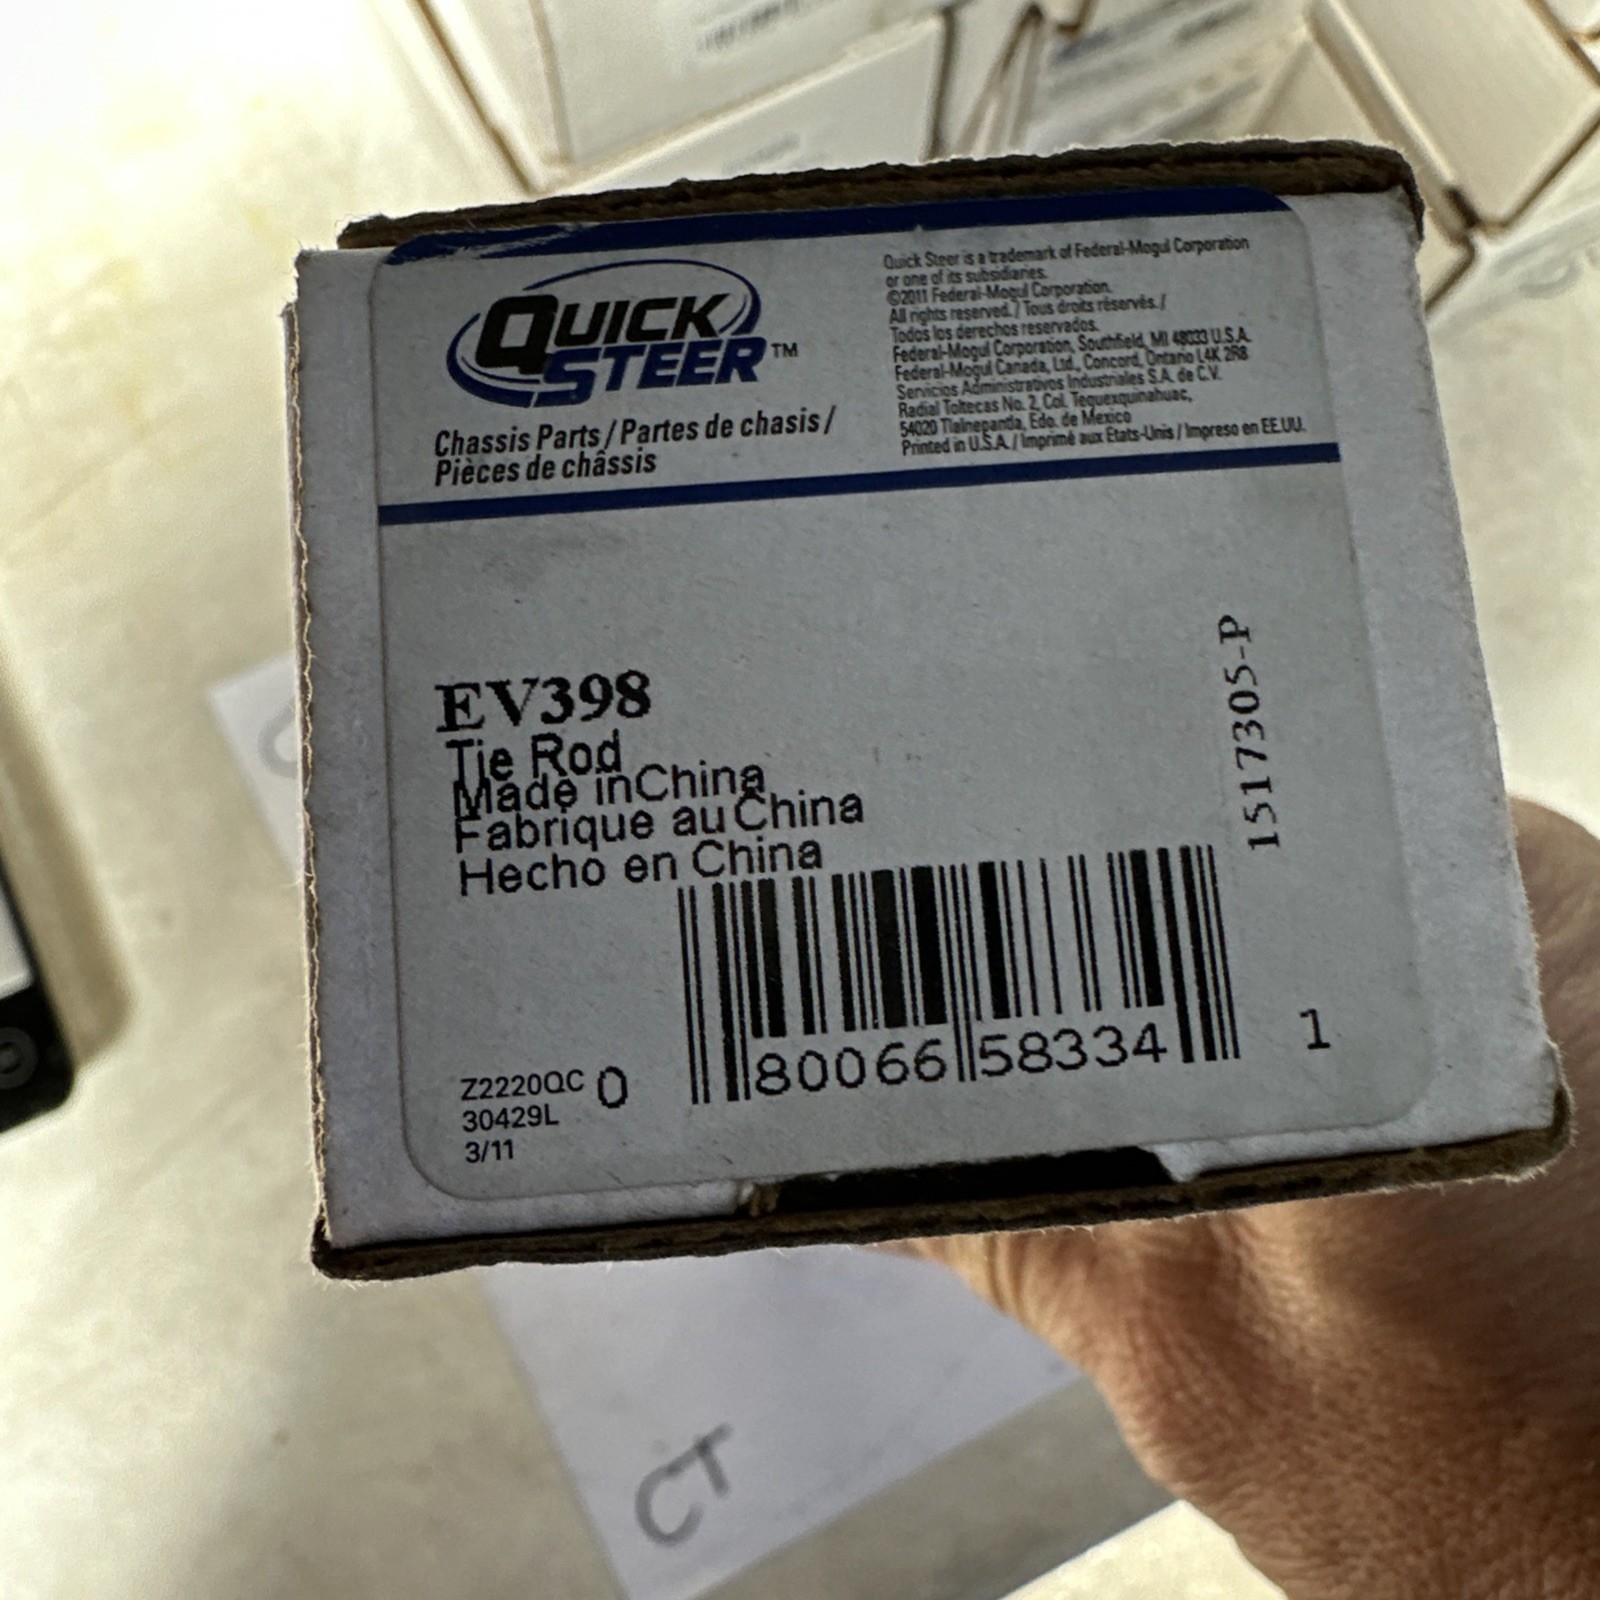 QUICK
STEER™
Chassis Parts / Partes de chasis /
Pièces de châssis
Quick Steer is a trademark of Federal-Mogul Corporation
or one of its subsidiaries.
©2011 Federal-Mogul Corporation.
All rights reserved. / Tous droits réservés. /
Todos los derechos reservados.
Federal-Mogul Corporation, Southfield, MI 48033 U.S.A.
Federal-Mogul Canada, Ltd., Concord, Ontario L4K 2R8
Servicios Administrativos Industriales S.A. de C.V.
Radial Toltecas No. 2, Col. Tequexquinahuac,
54020 Tlalnepantla, Edo. de Mexico
Printed in U.S.A. / Imprimé aux États-Unis / Impreso en EE.UU.
EV398
Tie Rod
Made in China
Fabrique au China
Hecho en China
1517305-P
0 80066 58334 1
Z2220QC
30429L
3/11
CT